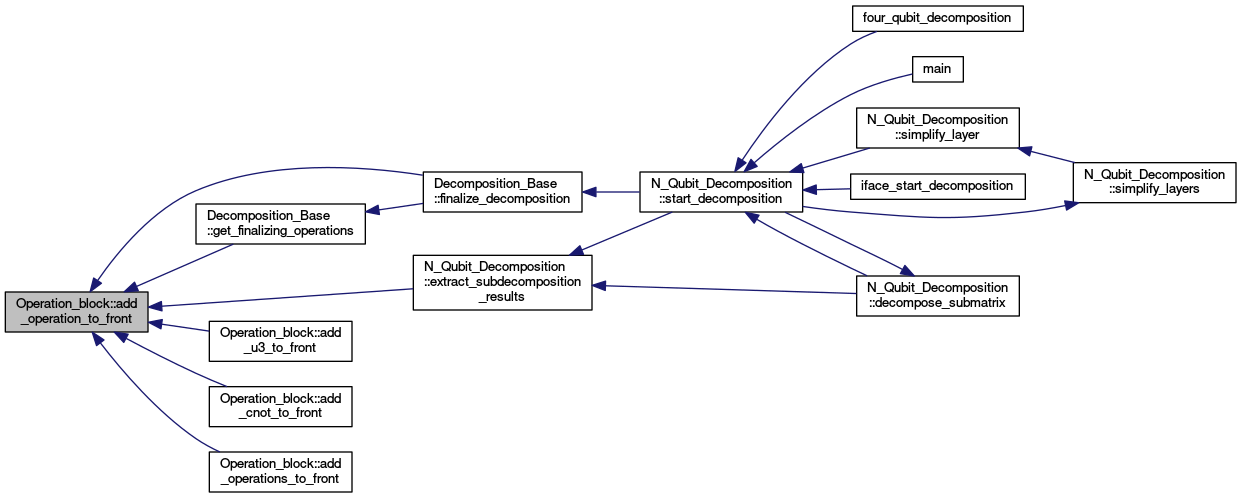 four_qubit_decomposition
main
N_Qubit_Decomposition
::simplify_layer
N_Qubit_Decomposition
::simplify_layers
Decomposition_Base
::finalize_decomposition
N_Qubit_Decomposition
::start_decomposition
iface_start_decomposition
Decomposition_Base
::get_finalizing_operations
N_Qubit_Decomposition
::extract_subdecomposition
_results
N_Qubit_Decomposition
::decompose_submatrix
Operation_block::add
_operation_to_front
Operation_block::add
_u3_to_front
Operation_block::add
_cnot_to_front
Operation_block::add
_operations_to_front